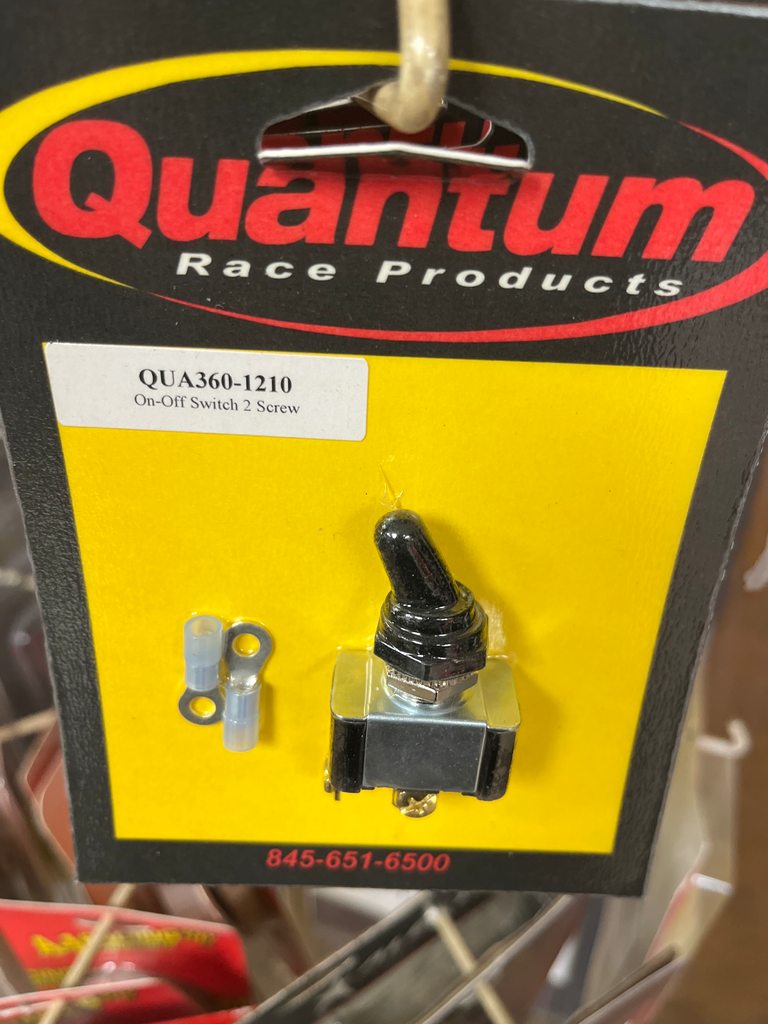 Quantum
Race Products
QUA360-1210
On-Off Switch 2 Screw
845-651-6500